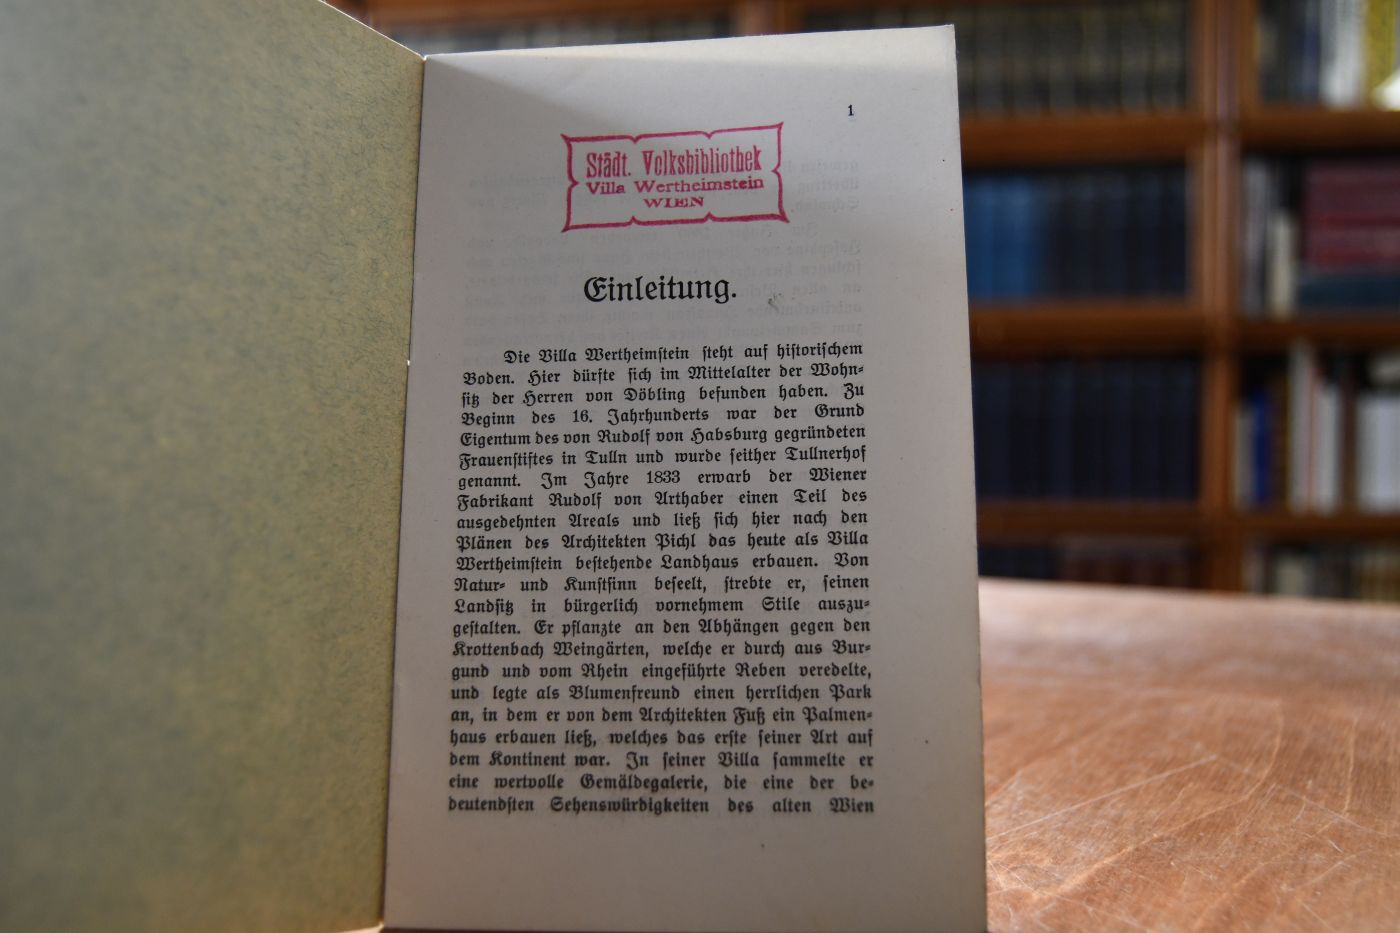 1
Städt. Volksbibliothek
Villa Wertheimstein
WIEN
Einleitung.
Die Villa Wertheimstein steht auf historischem
Boden. Hier dürfte sich im Mittelalter der Wohn-
sitz der Herren von Döbling befunden haben. Zu
Beginn des 16. Jahrhunderts war der Grund
Eigentum des von Rudolf von Habsburg gegründeten
Frauenstiftes in Tulln und wurde seither Tullnerhof
genannt. Im Jahre 1833 erwarb der Wiener
Fabrikant Rudolf von Arthaber einen Teil des
ausgedehnten Areals und ließ sich hier nach den
Plänen des Architekten Pichl das heute als Villa
Wertheimstein bestehende Landhaus erbauen. Von
Natur- und Kunstsinn beseelt, strebte er, seinen
Landsitz in bürgerlich vornehmem Stile auszu-
gestalten. Er pflanzte an den Abhängen gegen den
Krottenbach Weingärten, welche er durch aus Bur-
gund und vom Rhein eingeführte Reben veredelte,
und legte als Blumenfreund einen herrlichen Park
an, in dem er von dem Architekten Fuß ein Palmen-
haus erbauen ließ, welches das erste seiner Art auf
dem Kontinent war. In seiner Villa sammelte er
eine wertvolle Gemäldegalerie, die eine der be-
deutendsten Sehenswürdigkeiten des alten Wien